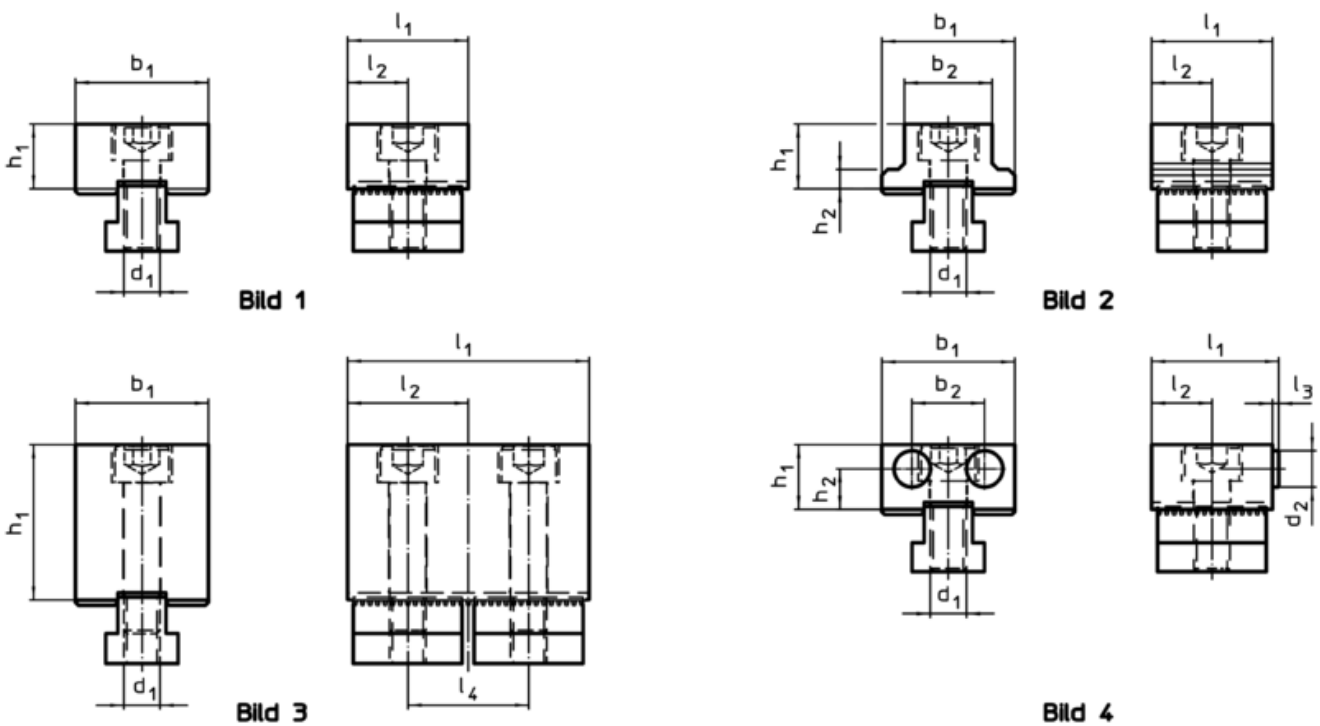 l₁
l₂
b₁
h₁
d₁
Bild 1
b₁
b₂
l₁
l₂
h₁
h₂
d₁
Bild 2
l₁
l₂
b₁
h₁
d₁
l₄
Bild 3
b₁
b₂
l₁
l₂
l₃
h₁
h₂
d₂
d₁
Bild 4